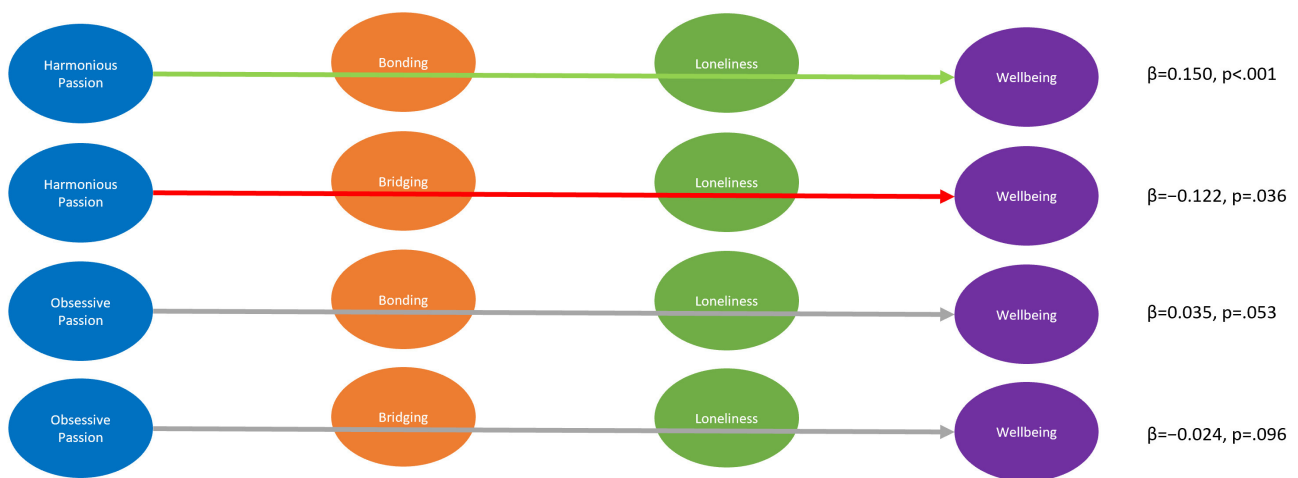 Harmonious
Passion
Bonding
Loneliness
Wellbeing
β=0.150, p<.001
Harmonious
Passion
Bridging
Loneliness
Wellbeing
β=−0.122, p=.036
Obsessive
Passion
Bonding
Loneliness
Wellbeing
β=0.035, p=.053
Obsessive
Passion
Bridging
Loneliness
Wellbeing
β=−0.024, p=.096